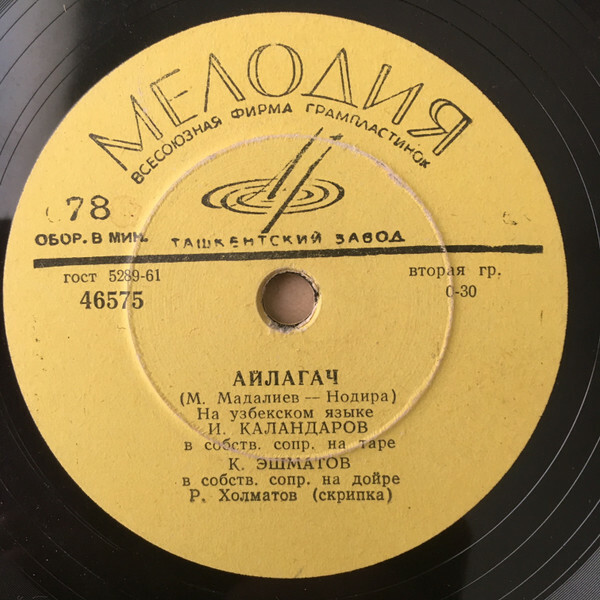 МЕЛОДИЯ
ВСЕСОЮЗНАЯ ФИРМА ГРАМПЛАСТИНОК
78
ОБОР. В МИН.
ТАШКЕНТСКИЙ ЗАВОД
гост 5289-61
вторая гр.
46575
0-30
АЙЛАГАЧ
(М. Мадалиев — Нодира)
На узбекском языке
И. КАЛАНДАРОВ
в собств. сопр. на таре
К. ЭШМАТОВ
в собств. сопр. на дойре
Р. Холматов (скрипка)